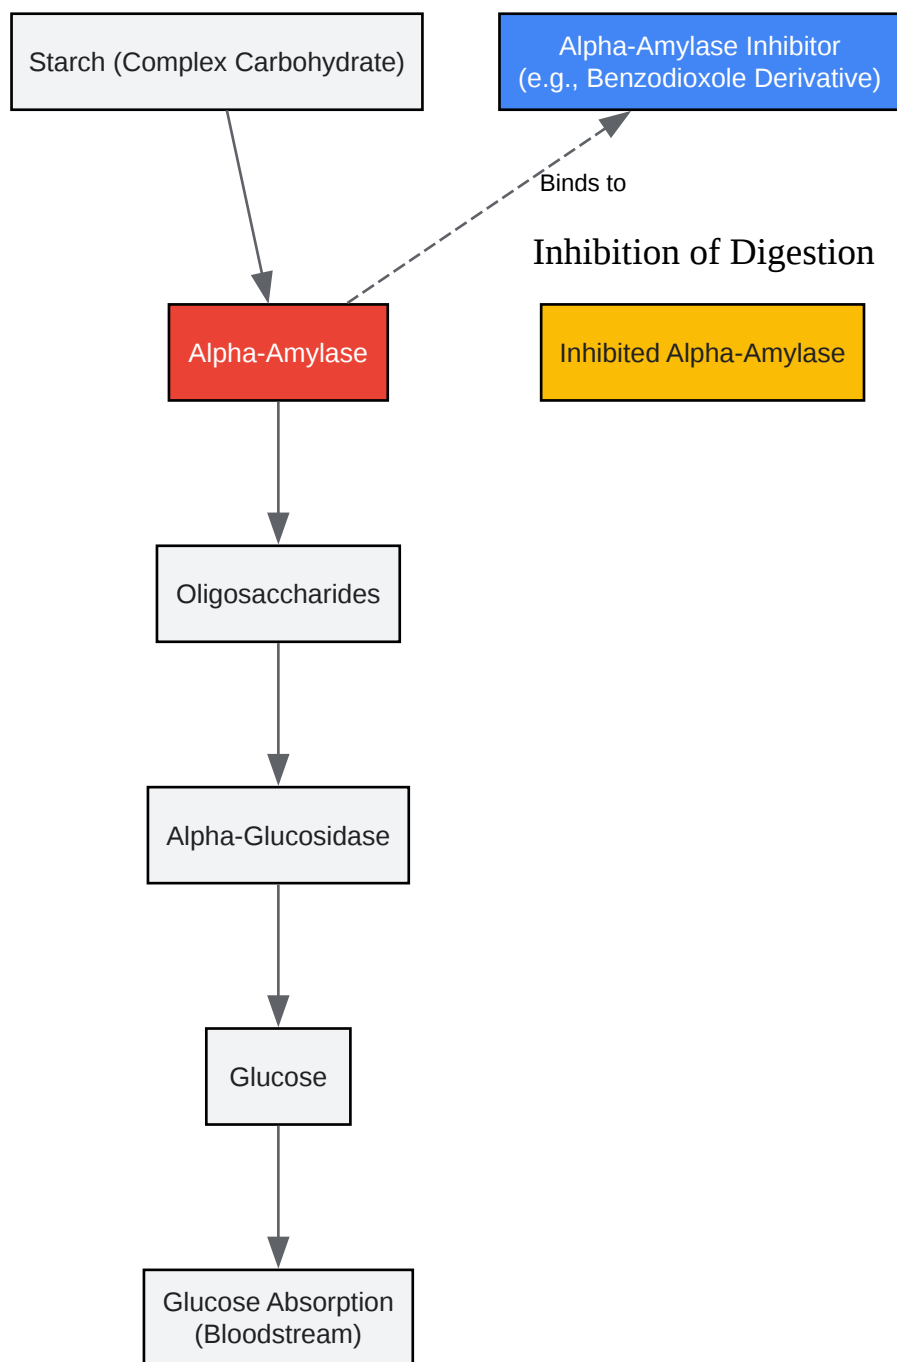 Starch (Complex Carbohydrate)
Alpha-Amylase Inhibitor
(e.g., Benzodioxole Derivative)
Binds to
Inhibition of Digestion
Alpha-Amylase
Inhibited Alpha-Amylase
Oligosaccharides
Alpha-Glucosidase
Glucose
Glucose Absorption
(Bloodstream)